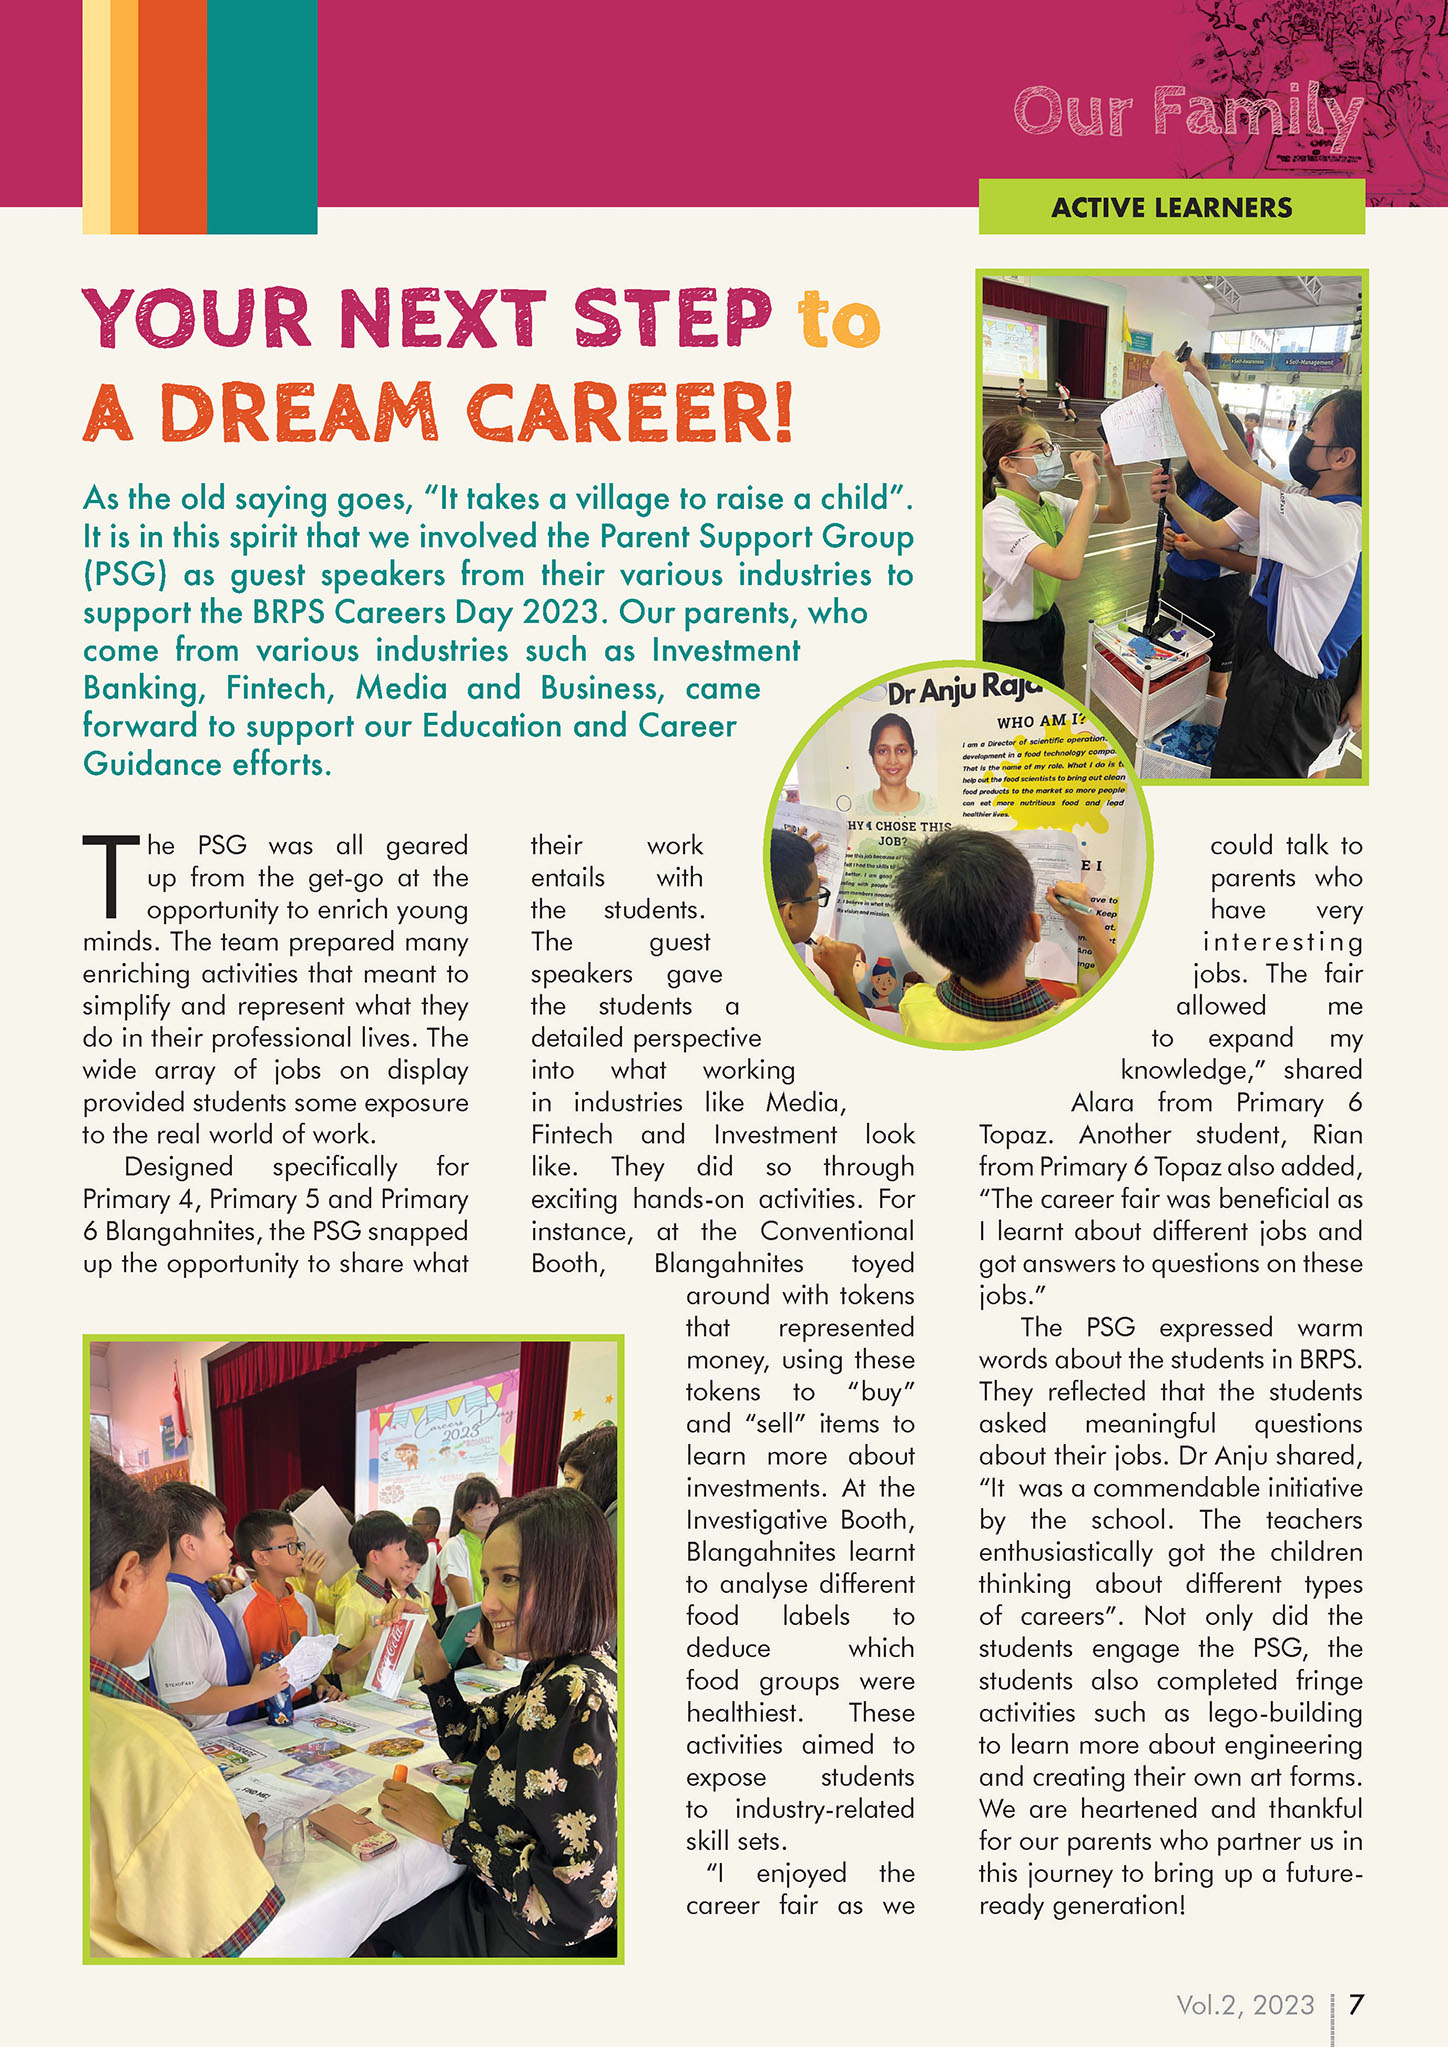 Our Family
ACTIVE LEARNERS
YOUR NEXT STEP to
A DREAM CAREER!
As the old saying goes, “It takes a village to raise a child”.
It is in this spirit that we involved the Parent Support Group
(PSG) as guest speakers from their various industries to
support the BRPS Careers Day 2023. Our parents, who
come from various industries such as Investment
Banking, Fintech, Media and Business, came
forward to support our Education and Career
Guidance efforts.
The PSG was all geared
up from the get-go at the
opportunity to enrich young
minds. The team prepared many
enriching activities that meant to
simplify and represent what they
do in their professional lives. The
wide array of jobs on display
provided students some exposure
to the real world of work.
Designed specifically for
Primary 4, Primary 5 and Primary
6 Blangahnites, the PSG snapped
up the opportunity to share what
their work
entails with
the students.
The guest
speakers gave
the students a
detailed perspective
into what working
in industries like Media,
Fintech and Investment look
like. They did so through
exciting hands-on activities. For
instance, at the Conventional
Booth, Blangahnites toyed
around with tokens
that represented
money, using these
tokens to “buy”
and “sell” items to
learn more about
investments. At the
Investigative Booth,
Blangahnites learnt
to analyse different
food labels to
deduce which
food groups were
healthiest. These
activities aimed to
expose students
to industry-related
skill sets.
“I enjoyed the
career fair as we
could talk to
parents who
have very
interesting
jobs. The fair
allowed me
to expand my
knowledge,” shared
Alara from Primary 6
Topaz. Another student, Rian
from Primary 6 Topaz also added,
“The career fair was beneficial as
I learnt about different jobs and
got answers to questions on these
jobs.”
The PSG expressed warm
words about the students in BRPS.
They reflected that the students
asked meaningful questions
about their jobs. Dr Anju shared,
“It was a commendable initiative
by the school. The teachers
enthusiastically got the children
thinking about different types
of careers”. Not only did the
students engage the PSG, the
students also completed fringe
activities such as lego-building
to learn more about engineering
and creating their own art forms.
We are heartened and thankful
for our parents who partner us in
this journey to bring up a future-
ready generation!
Self-Awareness
Self-Management
Dr Anju
WHO AM I?
I am a Director of scientific operation
development in a food technology
That is the name of my role. What I do is
help out the food scientists to bring out clean
food products to the market so more people
can eat more nutritious food and lead
healthier lives.
I CHOSE THIS
JOB?
Careers Day
2023
STEADFAST
Coca-Cola
FIND ME!
Vol.2, 2023
7